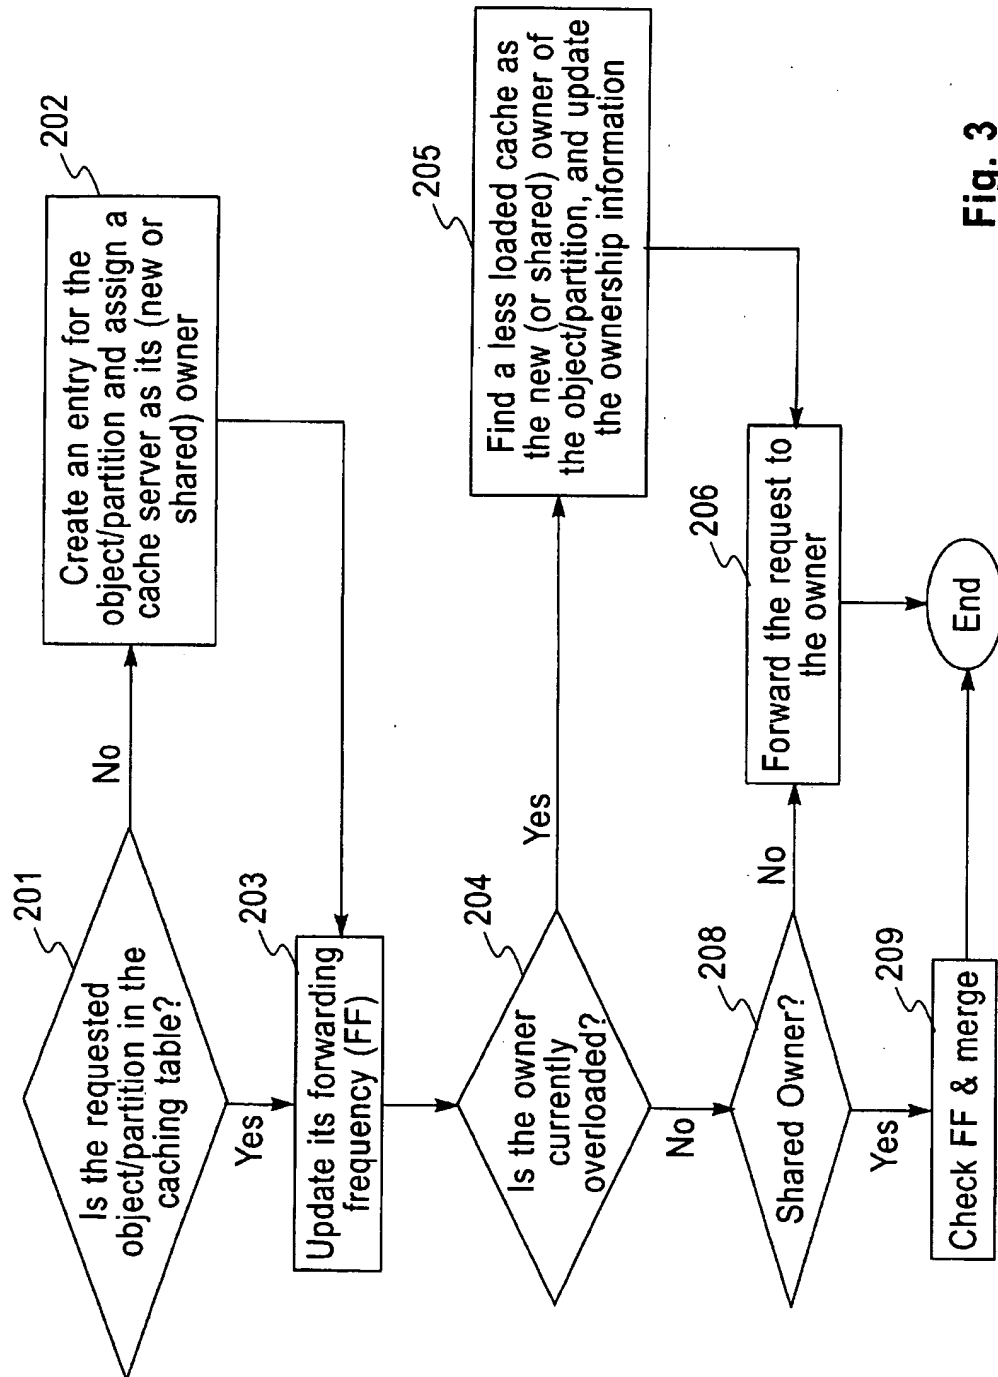 201
Is the requested
object/partition in the
caching table?
No
Yes
202
Create an entry for the
object/partition and assign a
cache server as its (new or
shared) owner
203
Update its forwarding
frequency (FF)
204
Is the owner
currently
overloaded?
Yes
No
205
Find a less loaded cache as
the new (or shared) owner of
the object/partition, and update
the ownership information
208
Shared Owner?
No
Yes
206
Forward the request to
the owner
209
Check FF & merge
End
Fig. 3